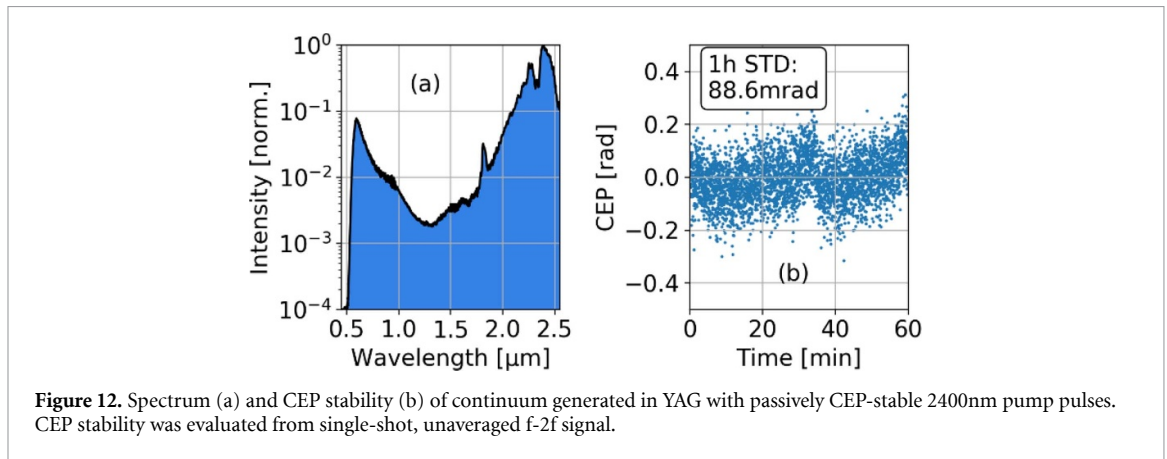 (a)
Intensity [norm.]
10⁰
10⁻¹
10⁻²
10⁻³
10⁻⁴
0.5 1.0 1.5 2.0 2.5
Wavelength [µm]
1h STD:
88.6mrad
CEP [rad]
0.4
0.2
0.0
−0.2
−0.4
(b)
0 20 40 60
Time [min]
Figure 12. Spectrum (a) and CEP stability (b) of continuum generated in YAG with passively CEP-stable 2400nm pump pulses.
CEP stability was evaluated from single-shot, unaveraged f-2f signal.